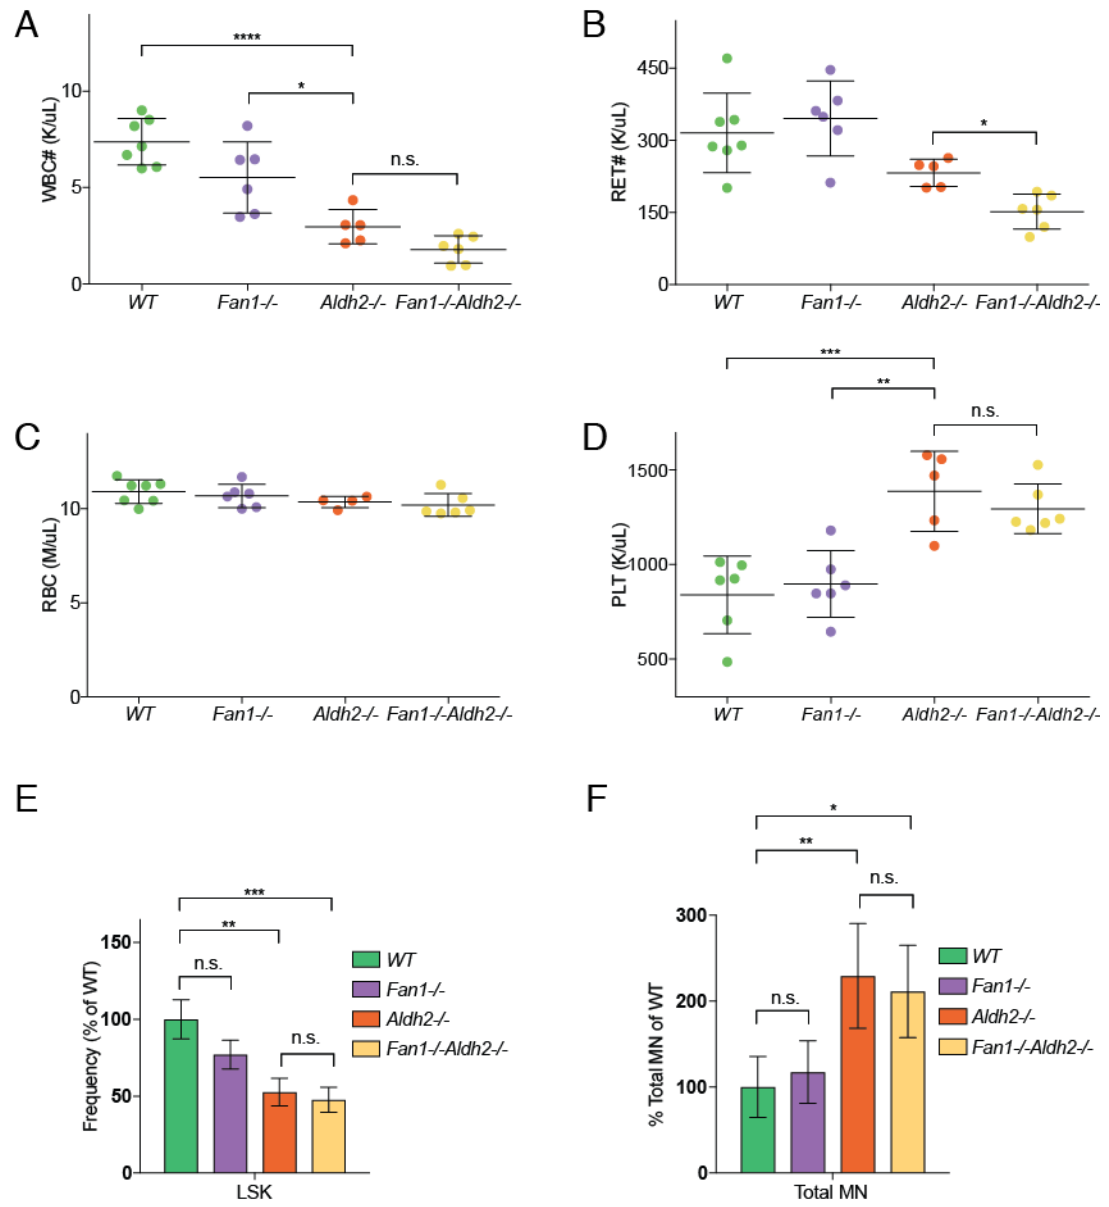 A
****
*
n.s.
WBC# (K/uL)
10
5
0
WT
Fan1-/-
Aldh2-/-
Fan1-/-Aldh2-/-
B
*
RET# (K/uL)
450
300
150
0
WT
Fan1-/-
Aldh2-/-
Fan1-/-Aldh2-/-
C
RBC (M/uL)
10
5
0
WT
Fan1-/-
Aldh2-/-
Fan1-/-Aldh2-/-
D
***
**
n.s.
PLT (K/uL)
1500
1000
500
WT
Fan1-/-
Aldh2-/-
Fan1-/-Aldh2-/-
E
***
**
n.s.
n.s.
Frequency (% of WT)
150
100
50
0
LSK
WT
Fan1-/-
Aldh2-/-
Fan1-/-Aldh2-/-
F
*
**
n.s.
n.s.
% Total MN of WT
300
200
100
0
Total MN
WT
Fan1-/-
Aldh2-/-
Fan1-/-Aldh2-/-